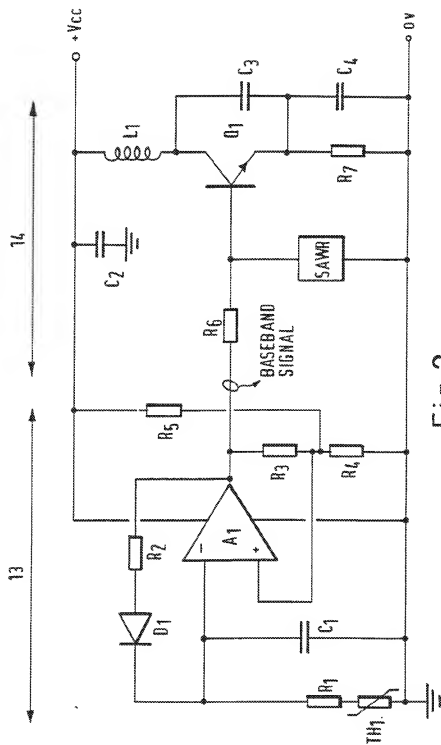 13
14
+Vcc
0V
L1
C2
C3
Q1
C4
R7
SAWR
R6
BASEBAND
SIGNAL
R5
R3
R4
R2
A1
-
+
D1
C1
R1
TH1
Fig.2